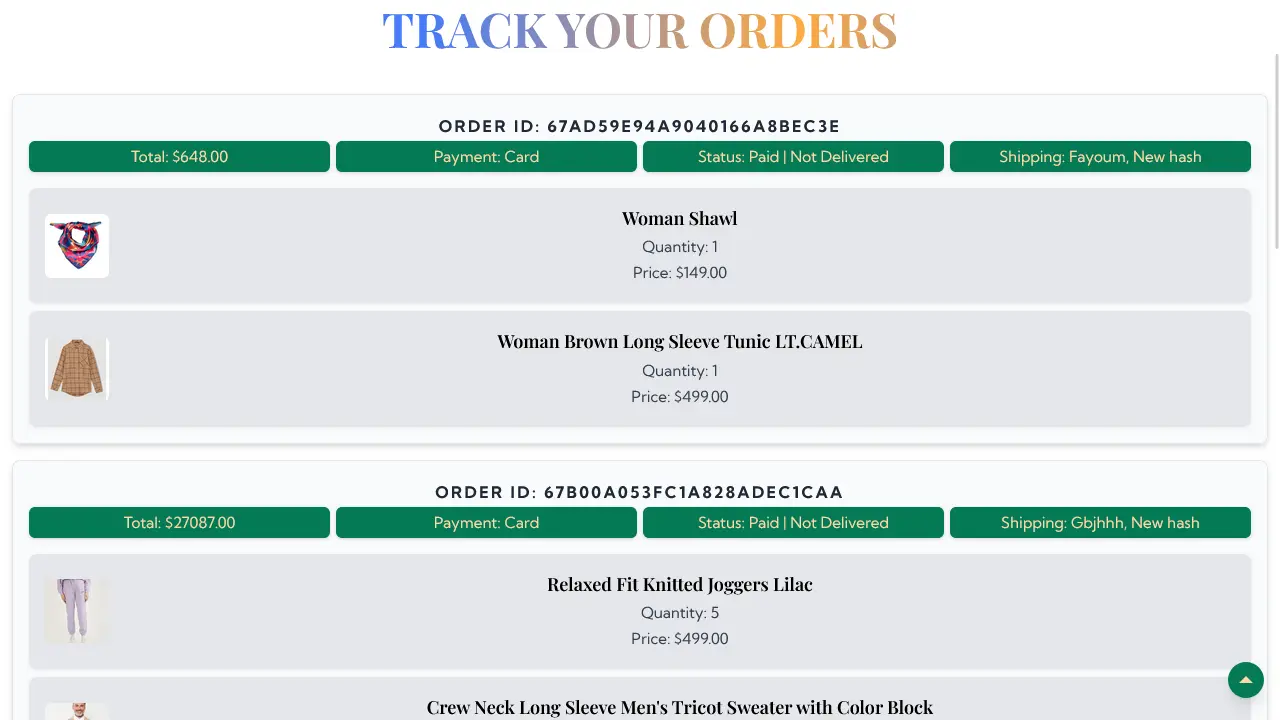 TRACK YOUR ORDERS
ORDER ID: 67AD59E94A9040166A8BEC3E
Total: $648.00
Payment: Card
Status: Paid | Not Delivered
Shipping: Fayoum, New hash
Woman Shawl
Quantity: 1
Price: $149.00
Woman Brown Long Sleeve Tunic LT.CAMEL
Quantity: 1
Price: $499.00
ORDER ID: 67B00A053FC1A828ADEC1CAA
Total: $27087.00
Payment: Card
Status: Paid | Not Delivered
Shipping: Gbjhhh, New hash
Relaxed Fit Knitted Joggers Lilac
Quantity: 5
Price: $499.00
Crew Neck Long Sleeve Men's Tricot Sweater with Color Block